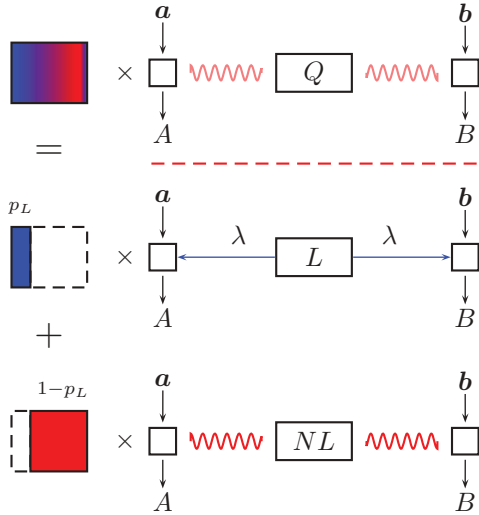 a b
× Q
A B
=
p_L
a b
× λ L λ
A B
+
1−p_L
a b
× NL
A B